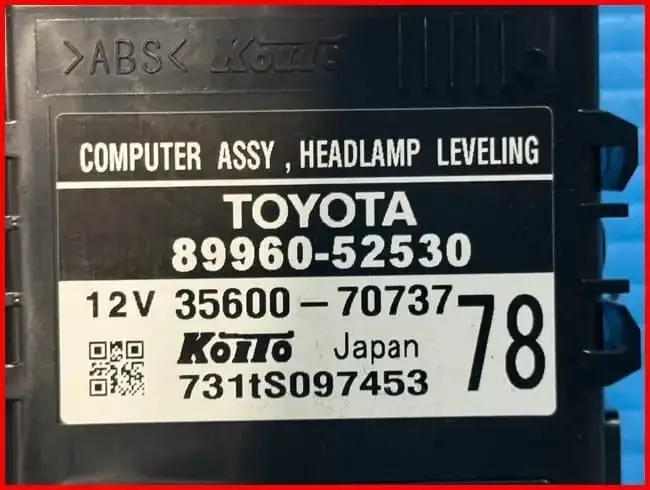 >ABS< KOITO
COMPUTER ASSY , HEADLAMP LEVELING
TOYOTA
89960-52530
12V 35600-70737
78
KOITO Japan
731tS097453